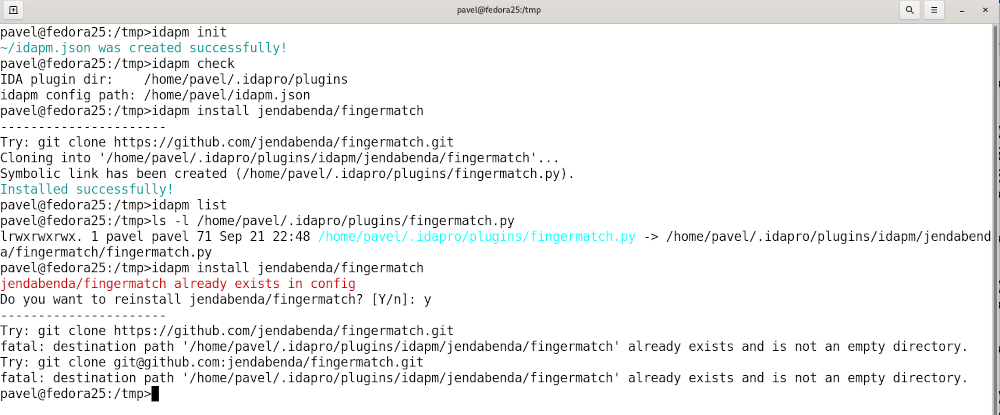 pavel@fedora25:/tmp
pavel@fedora25:/tmp>idapm init
~/idapm.json was created successfully!
pavel@fedora25:/tmp>idapm check
IDA plugin dir:    /home/pavel/.idapro/plugins
idapm config path: /home/pavel/idapm.json
pavel@fedora25:/tmp>idapm install jendabenda/fingermatch
----------------------
Try: git clone https://github.com/jendabenda/fingermatch.git
Cloning into '/home/pavel/.idapro/plugins/idapm/jendabenda/fingermatch'...
Symbolic link has been created (/home/pavel/.idapro/plugins/fingermatch.py).
Installed successfully!
pavel@fedora25:/tmp>idapm list
pavel@fedora25:/tmp>ls -l /home/pavel/.idapro/plugins/fingermatch.py
lrwxrwxrwx. 1 pavel pavel 71 Sep 21 22:48 /home/pavel/.idapro/plugins/fingermatch.py -> /home/pavel/.idapro/plugins/idapm/jendabend
a/fingermatch/fingermatch.py
pavel@fedora25:/tmp>idapm install jendabenda/fingermatch
jendabenda/fingermatch already exists in config
Do you want to reinstall jendabenda/fingermatch? [Y/n]: y
----------------------
Try: git clone https://github.com/jendabenda/fingermatch.git
fatal: destination path '/home/pavel/.idapro/plugins/idapm/jendabenda/fingermatch' already exists and is not an empty directory.
Try: git clone git@github.com:jendabenda/fingermatch.git
fatal: destination path '/home/pavel/.idapro/plugins/idapm/jendabenda/fingermatch' already exists and is not an empty directory.
pavel@fedora25:/tmp>